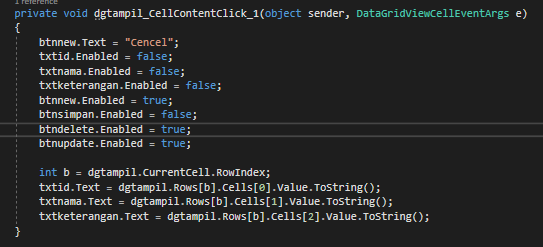 1 reference
private void dgtampil_CellContentClick_1(object sender, DataGridViewCellEventArgs e)
{
btnnew.Text = "Cencel";
txtid.Enabled = false;
txtnama.Enabled = false;
txtketerangan.Enabled = false;
btnnew.Enabled = true;
btnsimpan.Enabled = false;
btndelete.Enabled = true;
btnupdate.Enabled = true;
int b = dgtampil.CurrentCell.RowIndex;
txtid.Text = dgtampil.Rows[b].Cells[0].Value.ToString();
txtnama.Text = dgtampil.Rows[b].Cells[1].Value.ToString();
txtketerangan.Text = dgtampil.Rows[b].Cells[2].Value.ToString();
}